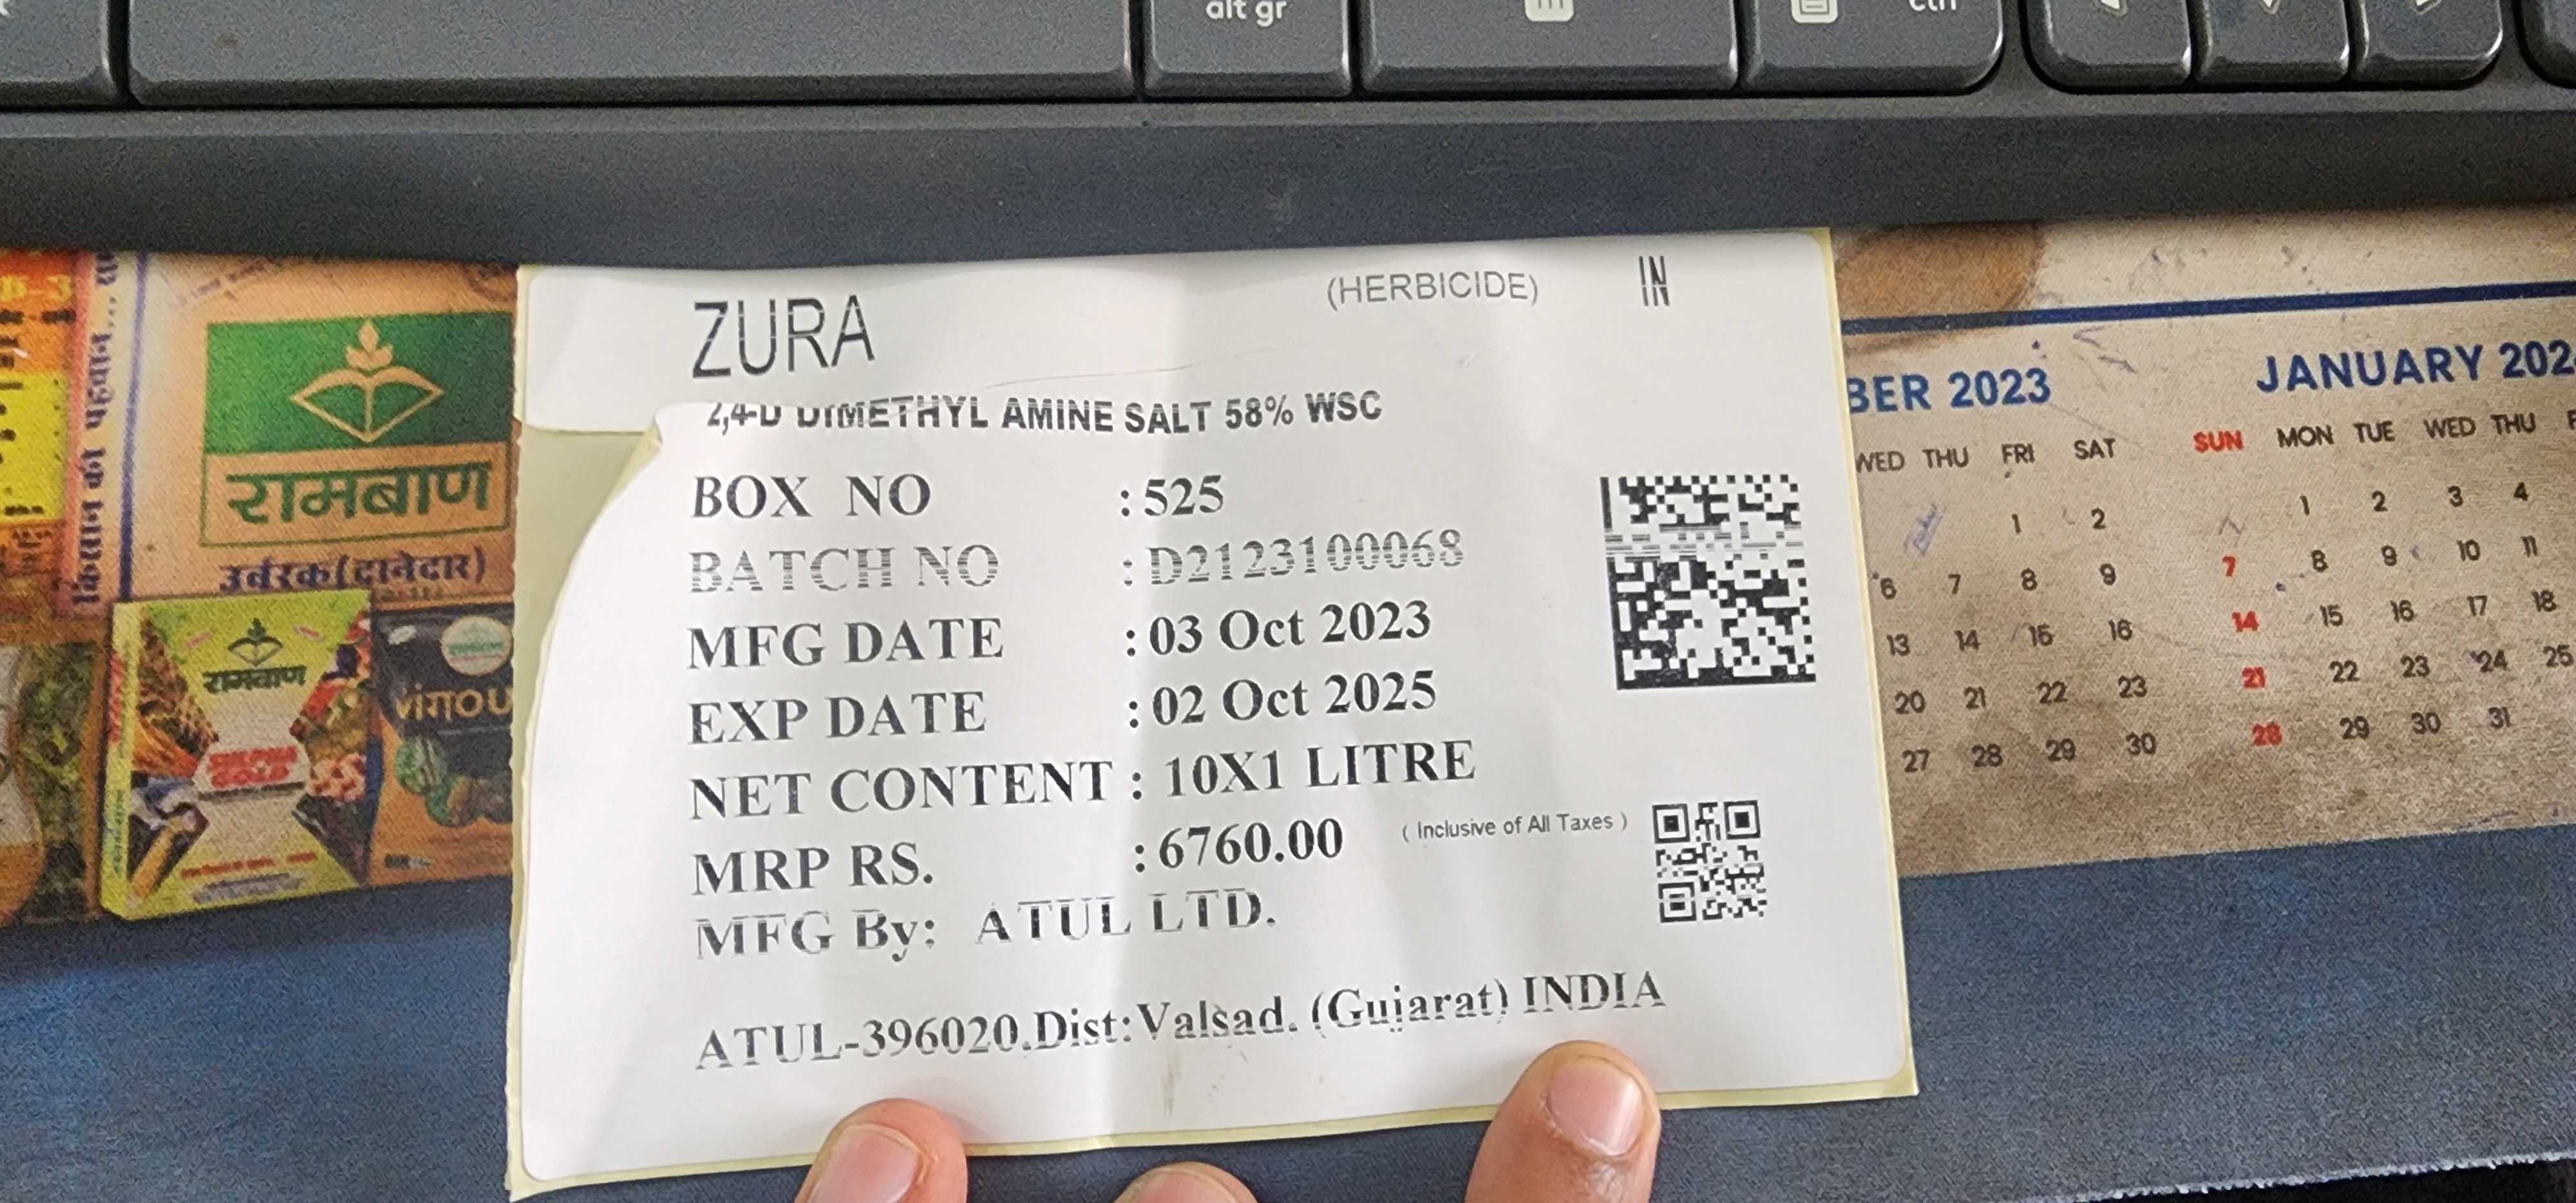 alt gr
ctrl
ZURA
(HERBICIDE)
IN
2,4-D DIMETHYL AMINE SALT 58% WSC
BOX NO : 525
BATCH NO : D2123100068
MFG DATE : 03 Oct 2023
EXP DATE : 02 Oct 2025
NET CONTENT : 10X1 LITRE
MRP RS. : 6760.00 ( Inclusive of All Taxes )
MFG By: ATUL LTD.
ATUL-396020.Dist:Valsad. (Gujarat) INDIA
किसान की पहचान...
रामबाण
उर्वरक(दानेदार)
रामबाण
BER 2023
WED THU FRI SAT
1 2
6 7 8 9
13 14 15 16
20 21 22 23
27 28 29 30
JANUARY 202
SUN MON TUE WED THU F
1 2 3 4
7 8 9 10 11
14 15 16 17 18
21 22 23 24 25
28 29 30 31